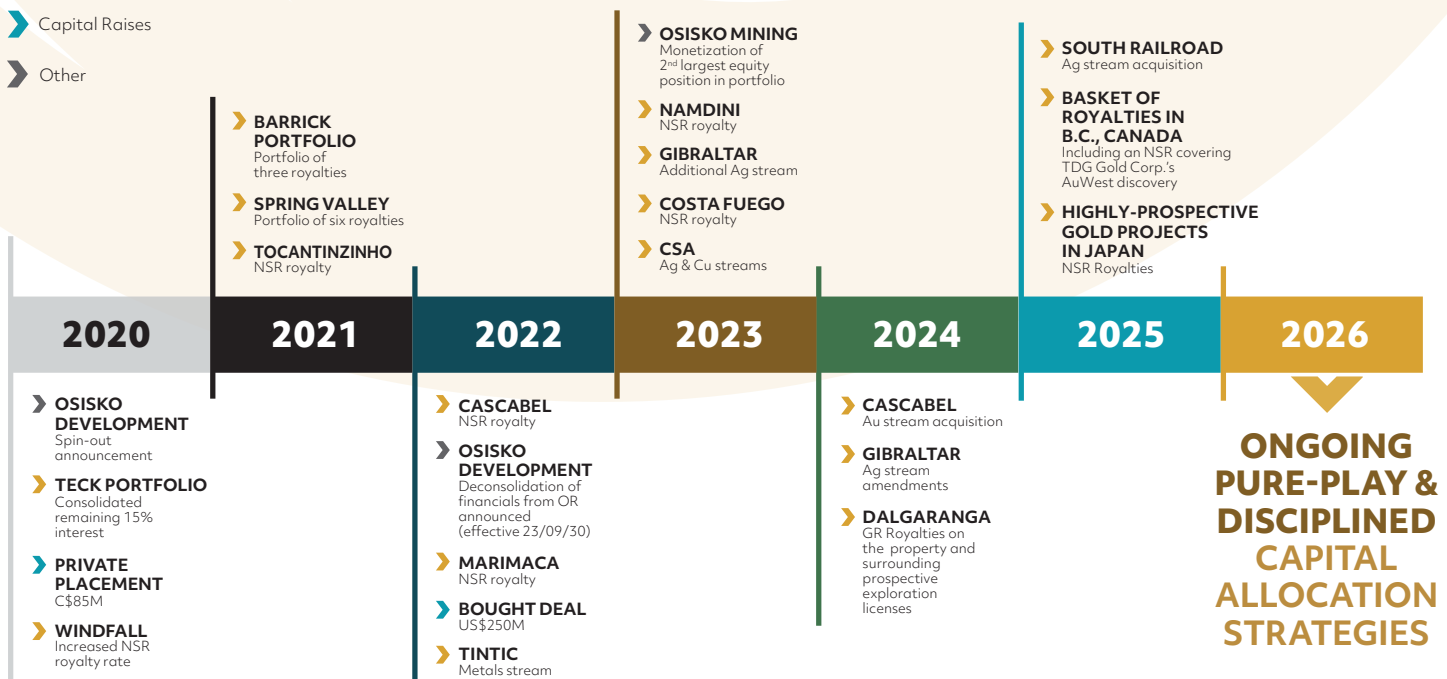 Capital Raises
Other
BARRICK
PORTFOLIO
Portfolio of
three royalties
SPRING VALLEY
Portfolio of six royalties
TOCANTINZINHO
NSR royalty
OSISKO MINING
Monetization of
2nd largest equity
position in portfolio
NAMDINI
NSR royalty
GIBRALTAR
Additional Ag stream
COSTA FUEGO
NSR royalty
CSA
Ag & Cu streams
SOUTH RAILROAD
Ag stream acquisition
BASKET OF
ROYALTIES IN
B.C., CANADA
Including an NSR covering
TDG Gold Corp.'s
AuWest discovery
HIGHLY-PROSPECTIVE
GOLD PROJECTS
IN JAPAN
NSR Royalties
2020
2021
2022
2023
2024
2025
2026
OSISKO
DEVELOPMENT
Spin-out
announcement
TECK PORTFOLIO
Consolidated
remaining 15%
interest
PRIVATE
PLACEMENT
C$85M
WINDFALL
Increased NSR
royalty rate
CASCABEL
NSR royalty
OSISKO
DEVELOPMENT
Deconsolidation of
financials from OR
announced
(effective 23/09/30)
MARIMACA
NSR royalty
BOUGHT DEAL
US$250M
TINTIC
Metals stream
CASCABEL
Au stream acquisition
GIBRALTAR
Ag stream
amendments
DALGARANGA
GR Royalties on
the property and
surrounding
prospective
exploration
licenses
ONGOING
PURE-PLAY &
DISCIPLINED
CAPITAL
ALLOCATION
STRATEGIES